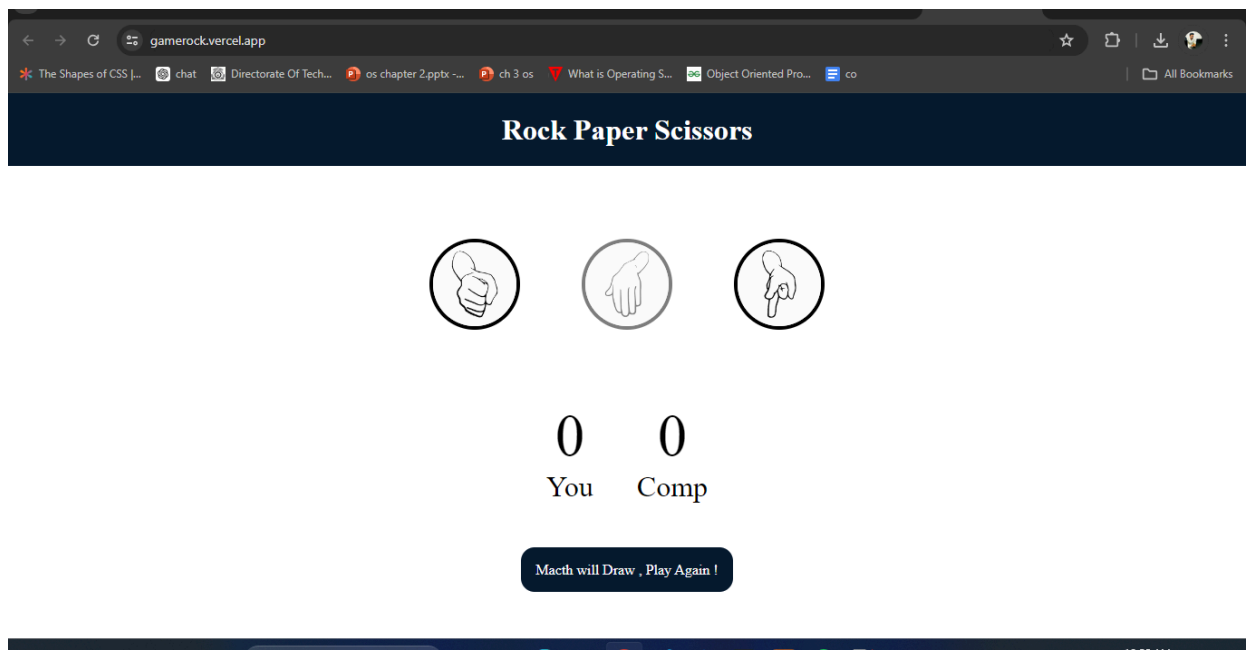 gamerock.vercel.app
The Shapes of CSS |... chat Directorate Of Tech... os chapter 2.pptx -... ch 3 os What is Operating S... Object Oriented Pro... co All Bookmarks
Rock Paper Scissors
0 0
You Comp
Macth will Draw , Play Again !